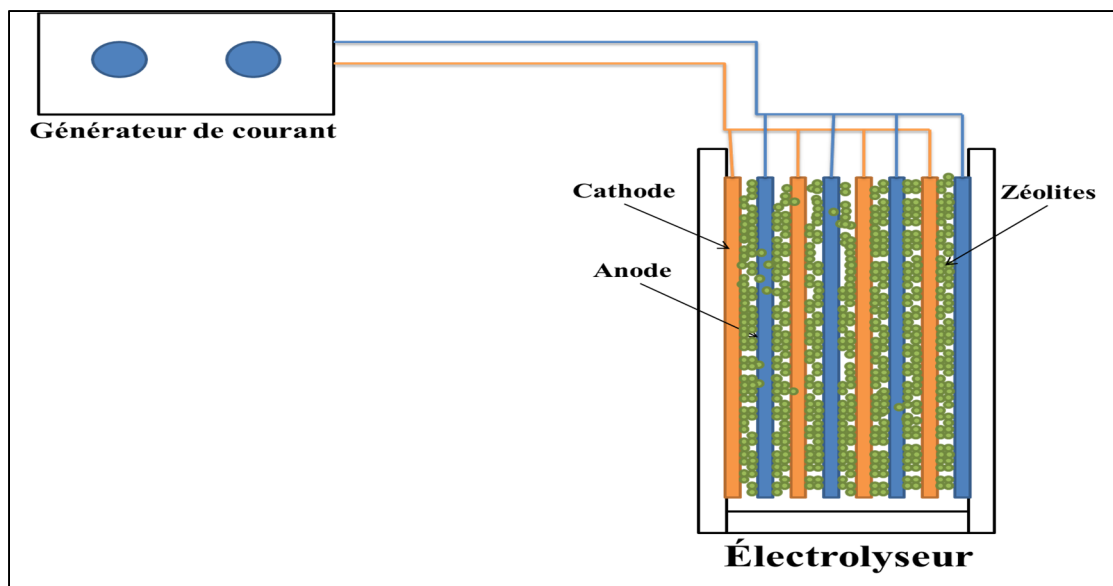 Générateur de courant
Cathode
Zéolites
Anode
Électrolyseur